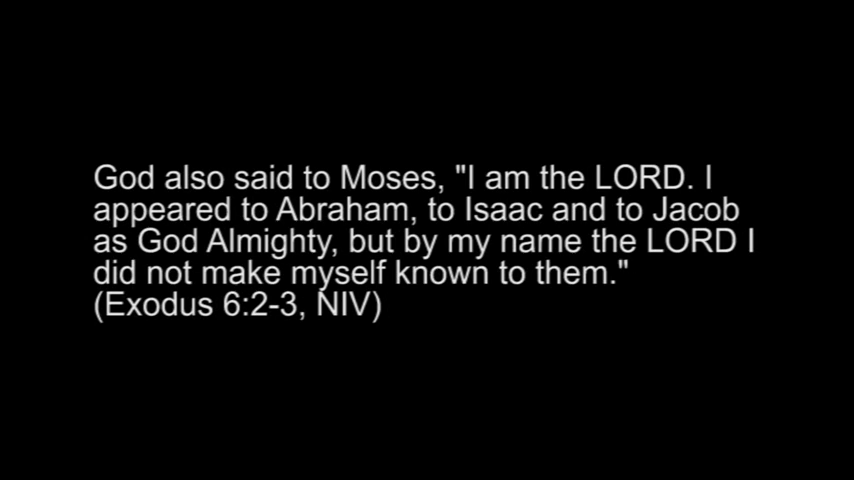 God also said to Moses, "I am the LORD. I
appeared to Abraham, to Isaac and to Jacob
as God Almighty, but by my name the LORD I
did not make myself known to them."
(Exodus 6:2-3, NIV)